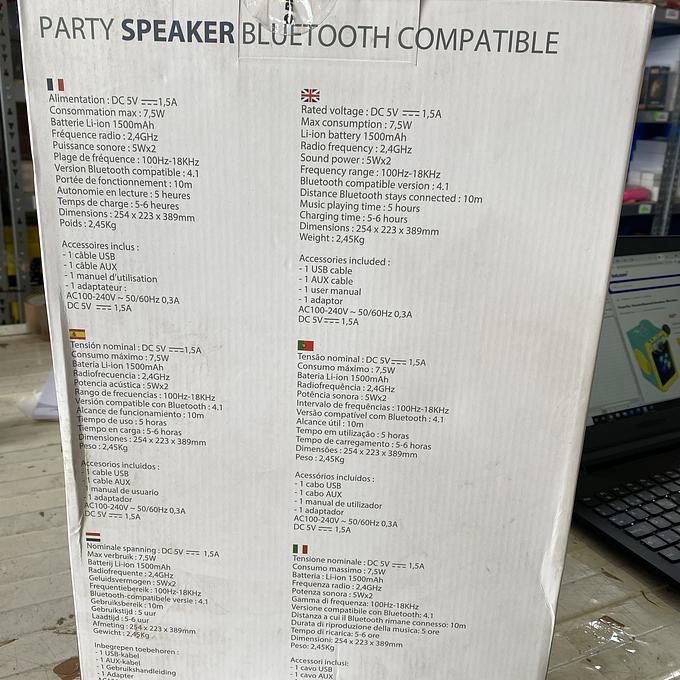 PARTY SPEAKER BLUETOOTH COMPATIBLE
Alimentation : DC 5V 1,5A
Consommation max : 7,5W
Batterie Li-ion 1500mAh
Fréquence radio : 2,4GHz
Puissance sonore : 5Wx2
Plage de fréquence : 100Hz-18KHz
Version Bluetooth compatible : 4.1
Portée de fonctionnement : 10m
Autonomie en lecture : 5 heures
Temps de charge : 5-6 heures
Dimensions : 254 x 223 x 389mm
Poids : 2,45Kg
Accessoires inclus :
- 1 câble USB
- 1 câble AUX
- 1 manuel d'utilisation
- 1 adaptateur :
AC100-240V ~ 50/60Hz 0,3A
DC 5V 1,5A
Rated voltage : DC 5V 1,5A
Max consumption : 7,5W
Li-ion battery 1500mAh
Radio frequency : 2,4GHz
Sound power : 5Wx2
Frequency range : 100Hz-18KHz
Bluetooth compatible version : 4.1
Distance Bluetooth stays connected : 10m
Music playing time : 5 hours
Charging time : 5-6 hours
Dimensions : 254 x 223 x 389mm
Weight : 2,45Kg
Accessories included :
- 1 USB cable
- 1 AUX cable
- 1 user manual
- 1 adaptor
AC100-240V ~ 50/60Hz 0,3A
DC 5V 1,5A
Tensión nominal : DC 5V 1,5A
Consumo máximo : 7,5W
Bateria Li-ion 1500mAh
Radiofrecuencia : 2,4GHz
Potencia acústica : 5Wx2
Rango de frecuencias : 100Hz-18KHz
Versión compatible con Bluetooth : 4.1
Alcance de funcionamiento : 10m
Tiempo de uso : 5 horas
Tiempo en carga : 5-6 horas
Dimensiones : 254 x 223 x 389mm
Peso : 2,45Kg
Accesorios incluidos :
- 1 cable USB
- 1 cable AUX
1 manual de usuario
- 1 adaptador
AC100-240V ~ 50/60Hz 0,3A
DC 5V 1,5A
Tensão nominal : DC 5V 1,5A
Consumo máximo : 7,5W
Bateria Li-ion 1500mAh
Radiofrequência : 2,4GHz
Potência sonora : 5Wx2
Intervalo de frequências : 100Hz-18KHz
Versão compatível com Bluetooth : 4.1
Alcance útil : 10m
Tempo em utilização : 5 horas
Tempo de carregamento : 5-6 horas
Dimensões : 254 x 223 x 389mm
Peso : 2,45Kg
Acessórios incluídos :
- 1 cabo USB
- 1 cabo AUX
- 1 manual de utilizador
- 1 adaptador
AC100-240V ~ 50/60Hz 0,3A
DC 5V 1,5A
Nominale spanning : DC 5V 1,5A
Max verbruik : 7,5W
Batterij Li-ion 1500mAh
Radiofrequente : 2,4GHz
Geluidsvermogen : 5Wx2
Frequentiebereik : 100Hz-18KHz
Bluetooth-compatibele versie : 4.1
Gebruiksbereik : 10m
Gebruikstijd : 5 uur
Laadtijd : 5-6 uur
Afmeting : 254 x 223 x 389mm
Gewicht : 2,45Kg
Inbegrepen toebehoren :
- 1 USB-kabel
- 1 AUX-kabel
- 1 Gebruikshandleiding
- 1 Adapter
Tensione nominale : DC 5V 1,5A
Consumo massimo : 7,5W
Batteria : Li-ion 1500mAh
Frequenza radio : 2,4GHz
Potenza sonora : 5Wx2
Gamma di frequenza: 100Hz-18KHz
Versione compatibile con Bluetooth: 4.1
Distanza a cui il Bluetooth rimane connesso: 10m
Durata di riproduzione della musica: 5 ore
Tempo di ricarica: 5-6 ore
Dimensioni: 254 x 223 x 389mm
Peso: 2,45Kg
Accessori inclusi:
- 1 cavo USB
- 1 cavo AUX